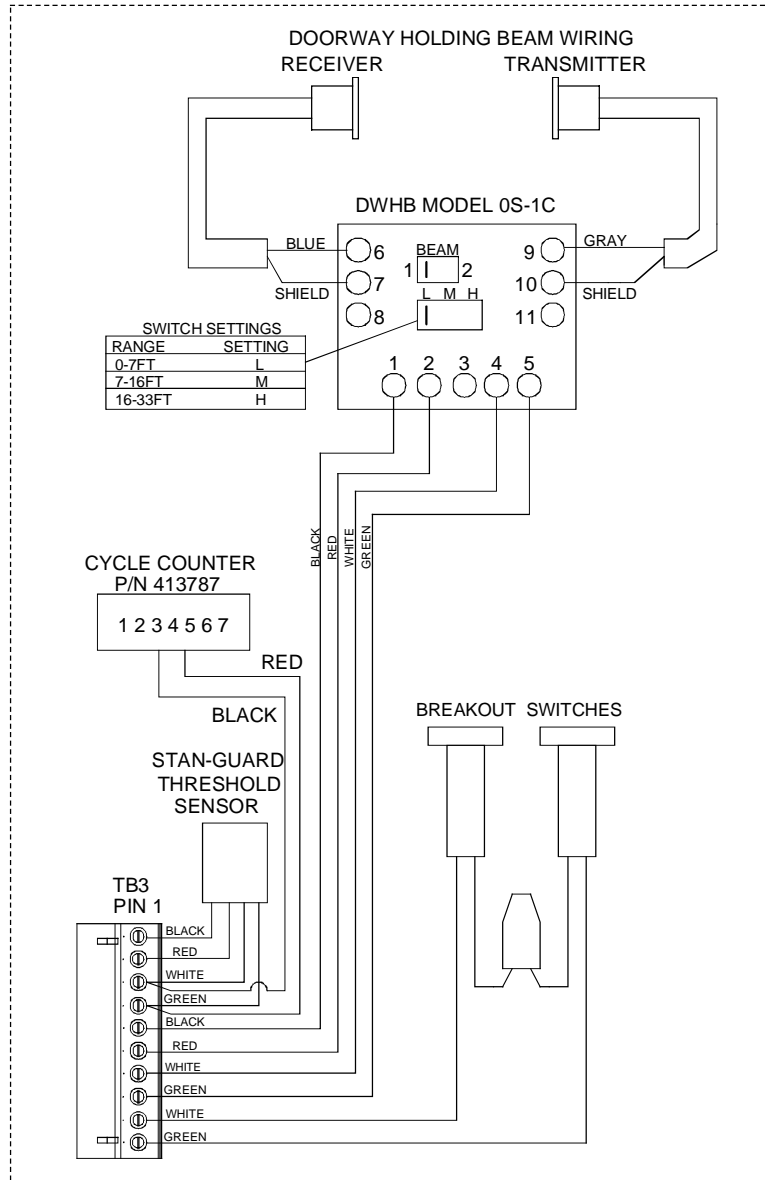 DOORWAY HOLDING BEAM WIRING
RECEIVER TRANSMITTER
DWHB MODEL 0S-1C
BLUE 6 BEAM 9 GRAY
1 2
SHIELD 7 10 SHIELD
L M H
8 11
SWITCH SETTINGS
RANGE SETTING
0-7FT L
7-16FT M
16-33FT H
1 2 3 4 5
BLACK
RED
WHITE
GREEN
CYCLE COUNTER
P/N 413787
1 2 3 4 5 6 7
RED
BLACK
BREAKOUT SWITCHES
STAN-GUARD
THRESHOLD
SENSOR
TB3
PIN 1
BLACK
RED
WHITE
GREEN
BLACK
RED
WHITE
GREEN
WHITE
GREEN